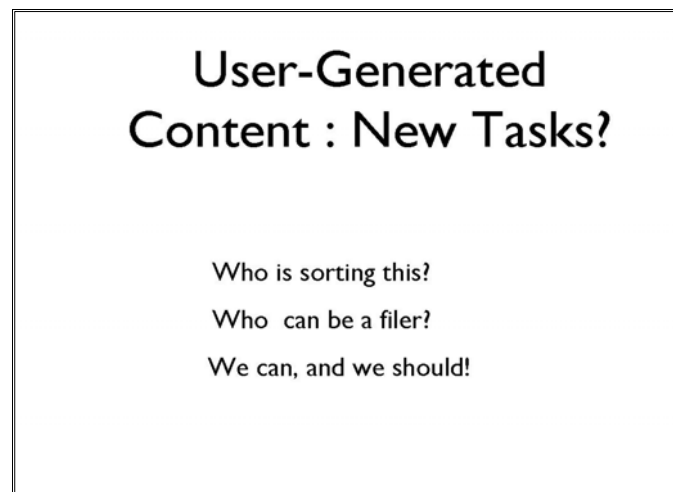 User-Generated
Content : New Tasks?
Who is sorting this?
Who can be a filer?
We can, and we should!